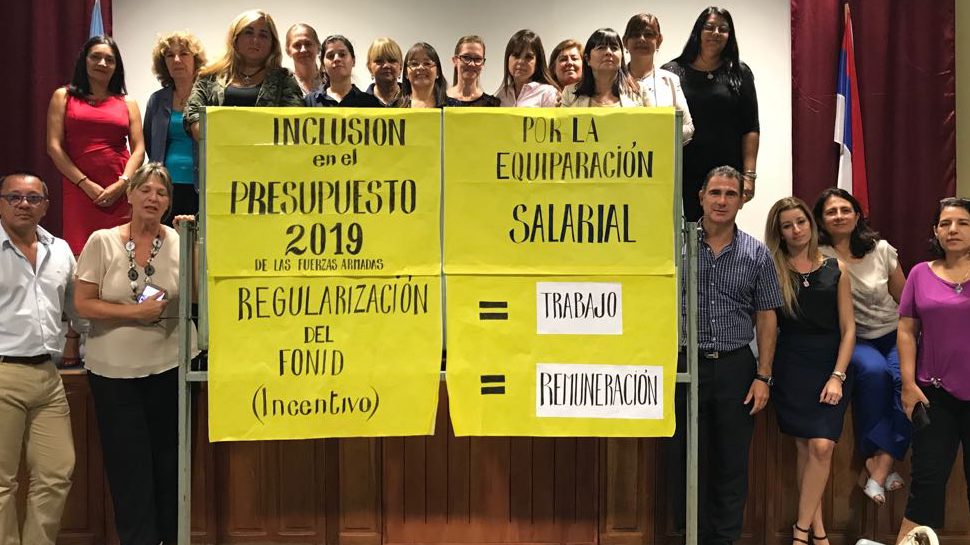 INCLUSION
en el
PRESUPUESTO
2019
DE LAS FUERZAS ARMADAS
REGULARIZACIÓN
DEL
FONID
(Incentivo)
POR LA
EQUIPARACIÓN
SALARIAL
= TRABAJO
= REMUNERACIÓN